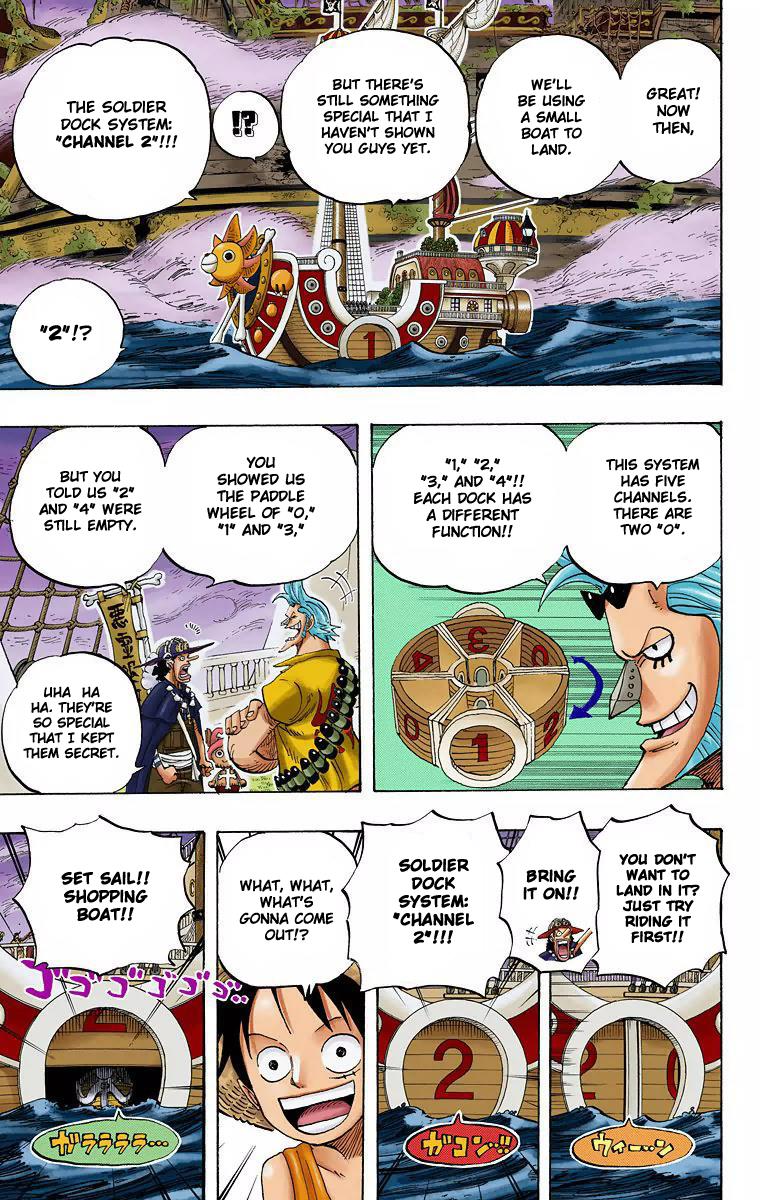 GREAT!
NOW
THEN,
WE'LL
BE USING
A SMALL
BOAT TO
LAND.
BUT THERE'S
STILL SOMETHING
SPECIAL THAT I
HAVEN'T SHOWN
YOU GUYS YET.
!?
THE SOLDIER
DOCK SYSTEM:
"CHANNEL 2"!!!
"2"!?
1
THIS SYSTEM
HAS FIVE
CHANNELS.
THERE ARE
TWO "0".
"1," "2,"
"3," AND "4"!!
EACH DOCK HAS
A DIFFERENT
FUNCTION!!
4
3
0
0
1
2
YOU
SHOWED US
THE PADDLE
WHEEL OF "0,"
"1" AND "3,"
BUT YOU
TOLD US "2"
AND "4" WERE
STILL EMPTY.
UHA HA
HA. THEY'RE
SO SPECIAL
THAT I KEPT
THEM SECRET.
YOU DON'T
WANT TO
LAND IN IT?
JUST TRY
RIDING IT
FIRST!!
BRING
IT ON!!
2
0
ウィーーン
SOLDIER
DOCK
SYSTEM:
"CHANNEL
2"!!!
2
ガコン!!
WHAT, WHAT,
WHAT'S
GONNA COME
OUT!?
SET SAIL!!
SHOPPING
BOAT!!
ゴゴゴゴゴゴ!!
2
ガララララ…